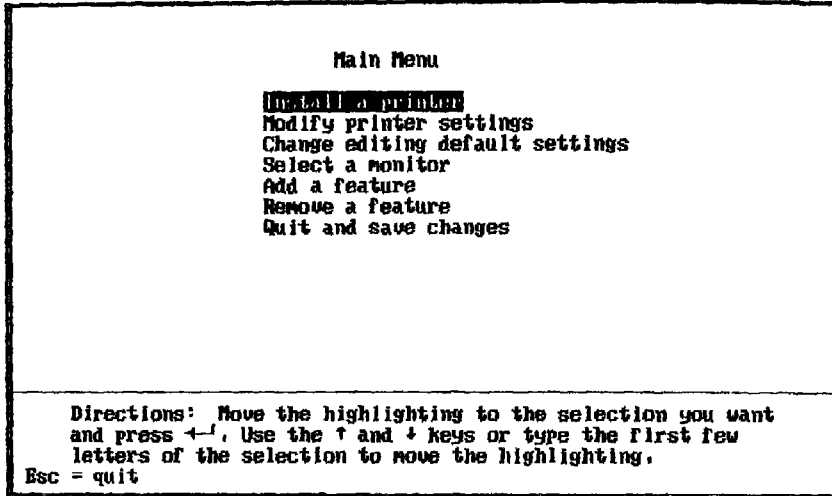 Main Menu
Install a printer
Modify printer settings
Change editing default settings
Select a monitor
Add a feature
Remove a feature
Quit and save changes
Directions: Move the highlighting to the selection you want
and press ↵. Use the ↑ and ↓ keys or type the first few
letters of the selection to move the highlighting.
Esc = quit